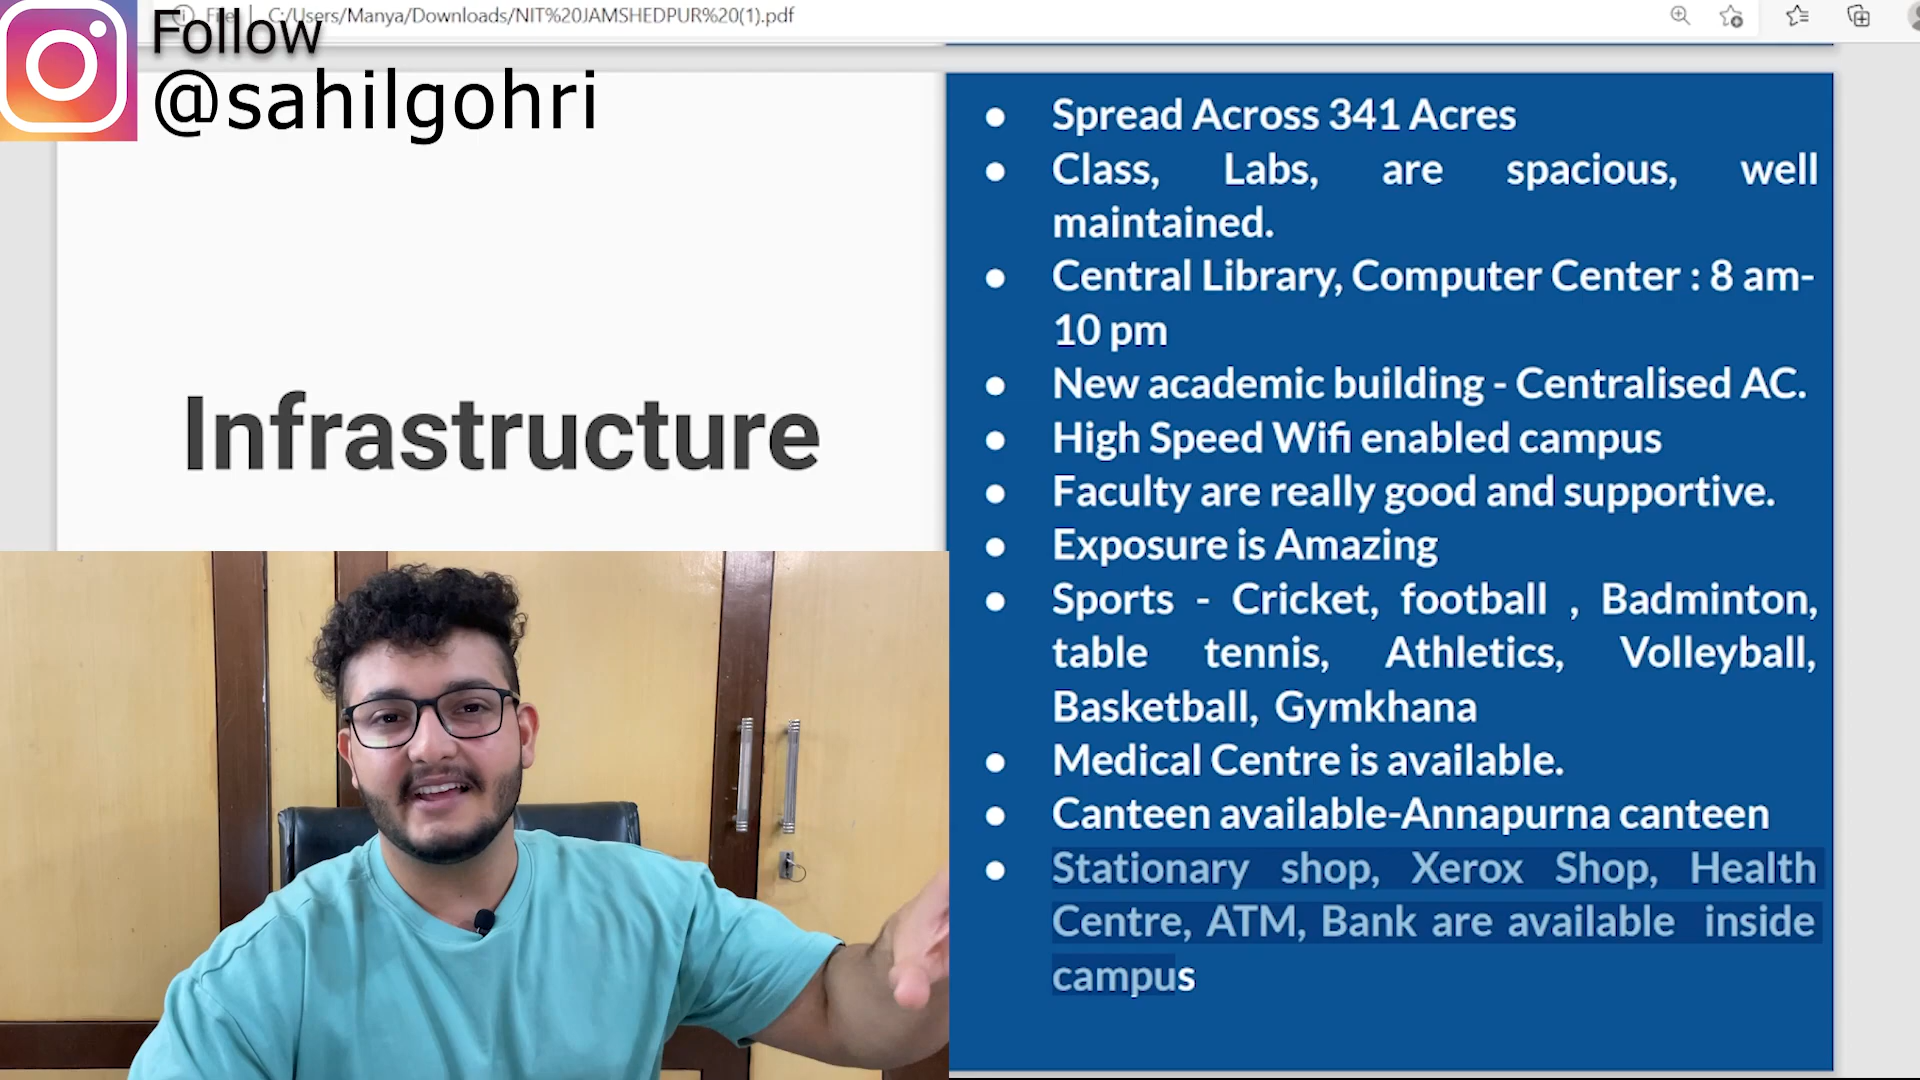 File
C:/Users/Manya/Downloads/NIT%20JAMSHEDPUR%20(1).pdf
Follow
@sahilgohri
Infrastructure
● Spread Across 341 Acres
● Class, Labs, are spacious, well
maintained.
● Central Library, Computer Center : 8 am-
10 pm
● New academic building - Centralised AC.
● High Speed Wifi enabled campus
● Faculty are really good and supportive.
● Exposure is Amazing
● Sports - Cricket, football , Badminton,
table tennis, Athletics, Volleyball,
Basketball, Gymkhana
● Medical Centre is available.
● Canteen available-Annapurna canteen
● Stationary shop, Xerox Shop, Health
Centre, ATM, Bank are available inside
campus